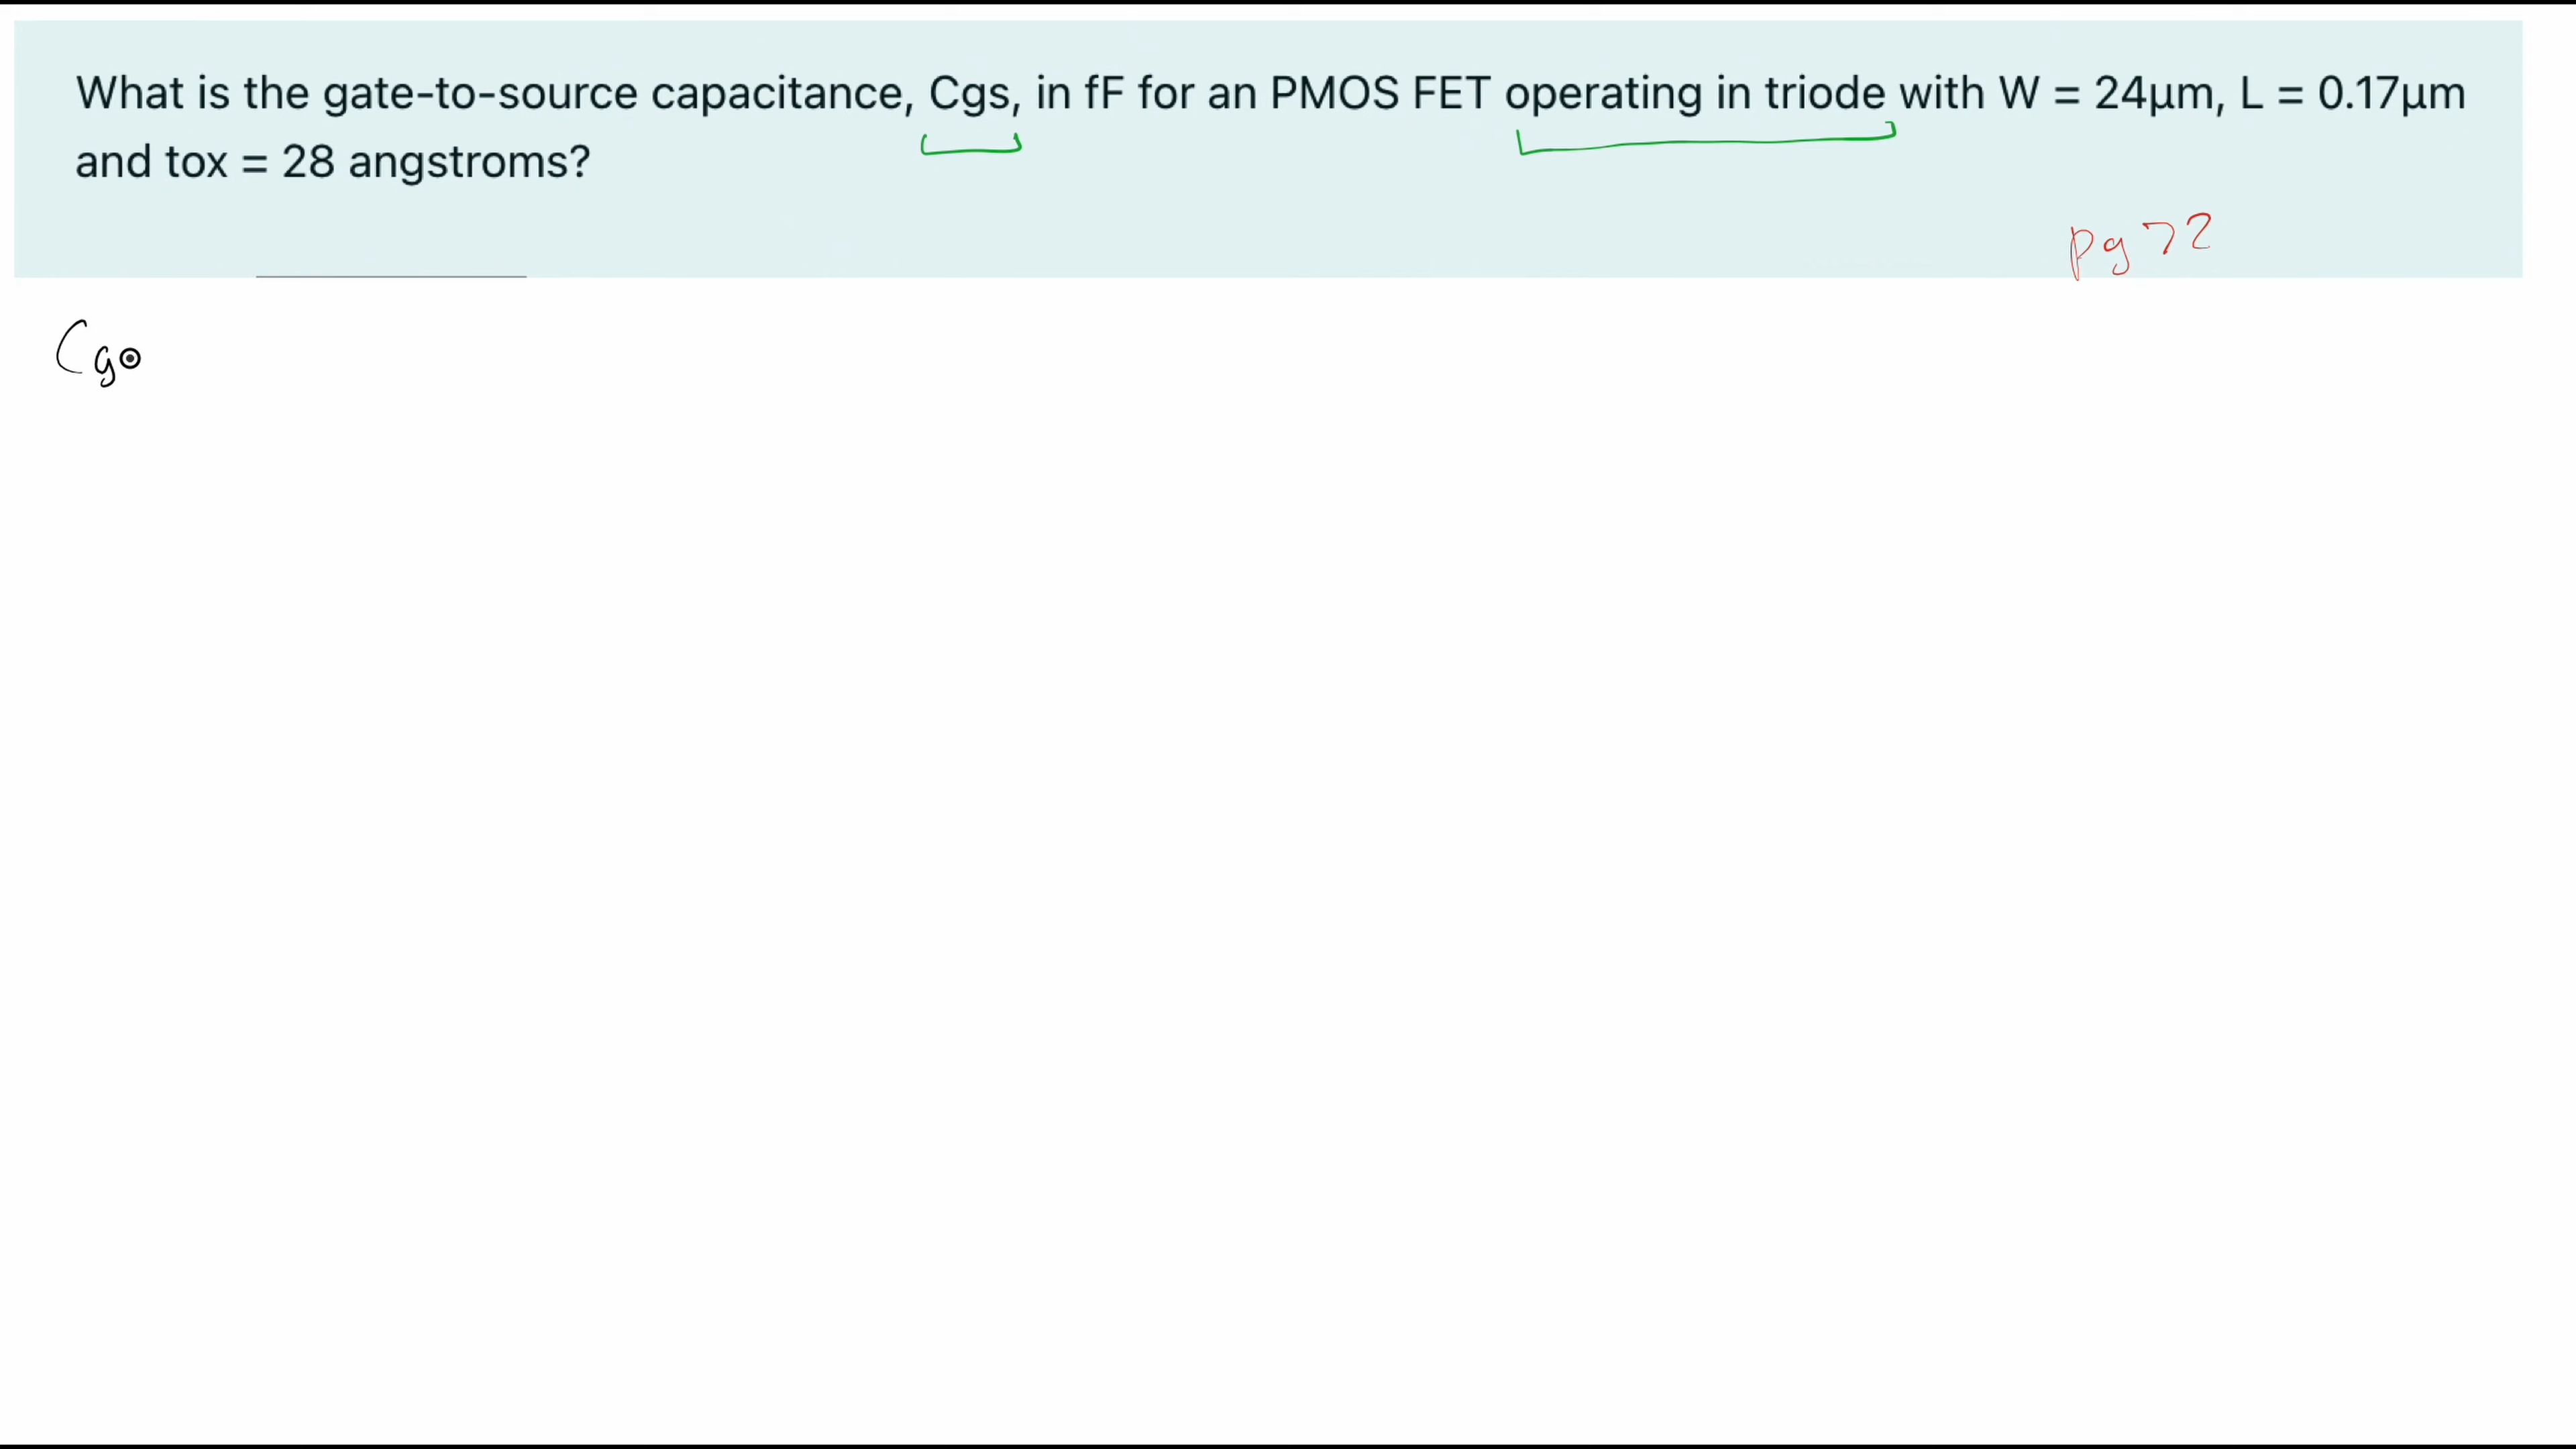 What is the gate-to-source capacitance, Cgs, in fF for an PMOS FET operating in triode with W = 24μm, L = 0.17μm
and tox = 28 angstroms?
pg 72
Cg